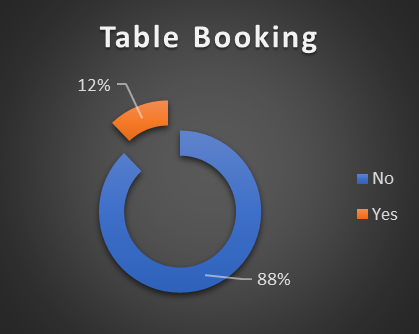 Table Booking
12%
No
Yes
88%